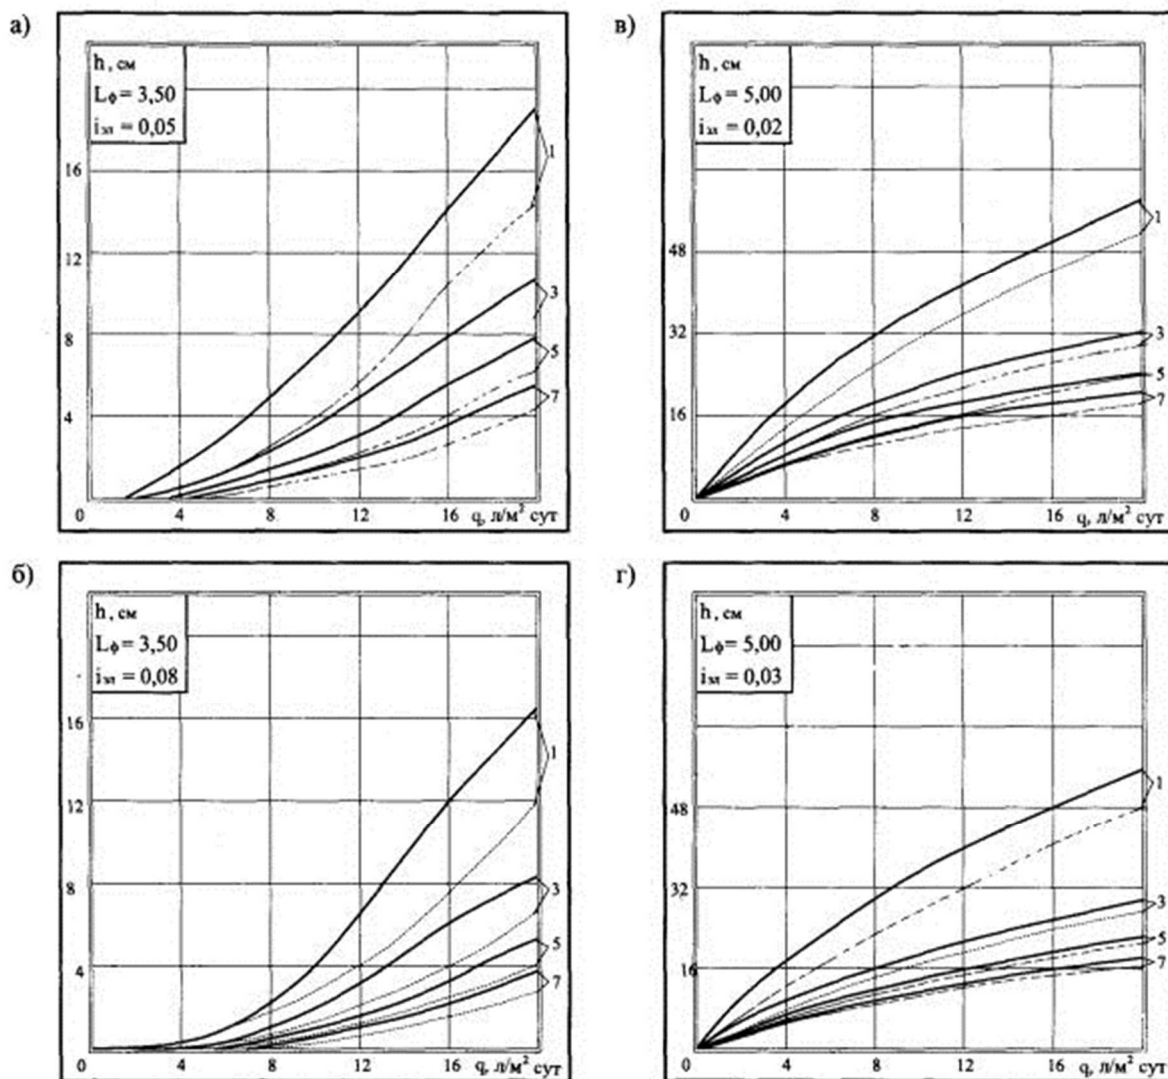 а)
h, см
Lф = 3,50
iэл = 0,05
16
12
8
4
1
3
5
7
0
4
8
12
16
q, л/м² сут
в)
h, см
Lф = 5,00
iэл = 0,02
48
32
16
1
3
5
7
0
4
8
12
16
q, л/м² сут
б)
h, см
Lф = 3,50
iэл = 0,08
16
12
8
4
1
3
5
7
0
4
8
12
16
q, л/м² сут
г)
h, см
Lф = 5,00
iэл = 0,03
48
32
16
1
3
5
7
0
4
8
12
16
q, л/м² сут